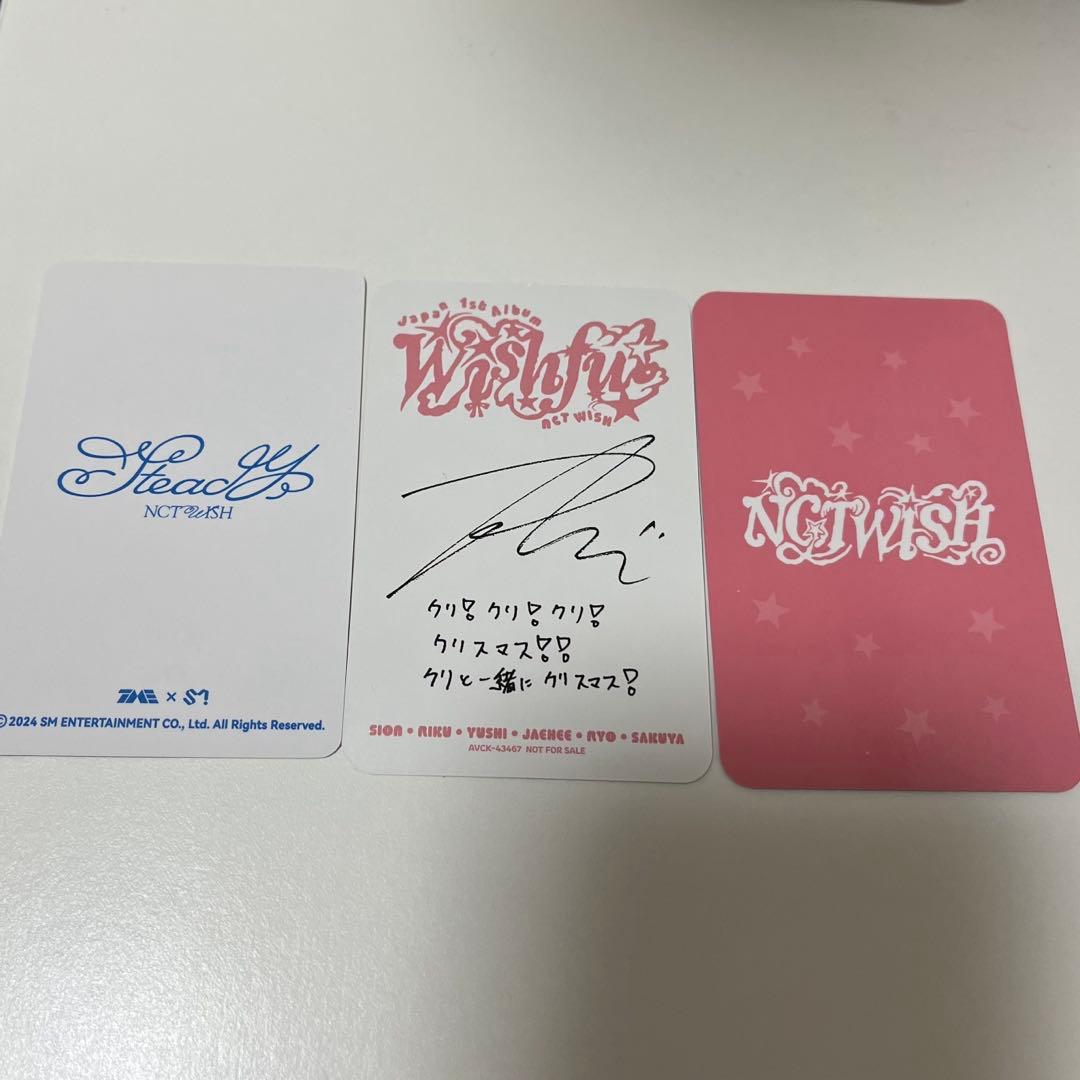 Steady
NCT WISH
TME × SM!
©2024 SM ENTERTAINMENT CO., Ltd. All Rights Reserved.
Japan 1st Album
Wishful
NCT WISH
クリ! クリ! クリ!
クリスマス!!
クリと一緒に クリスマス!
SION • RIKU • YUSHI • JAEHEE • RYO • SAKUYA
AVCK-43467 NOT FOR SALE
NCT WISH